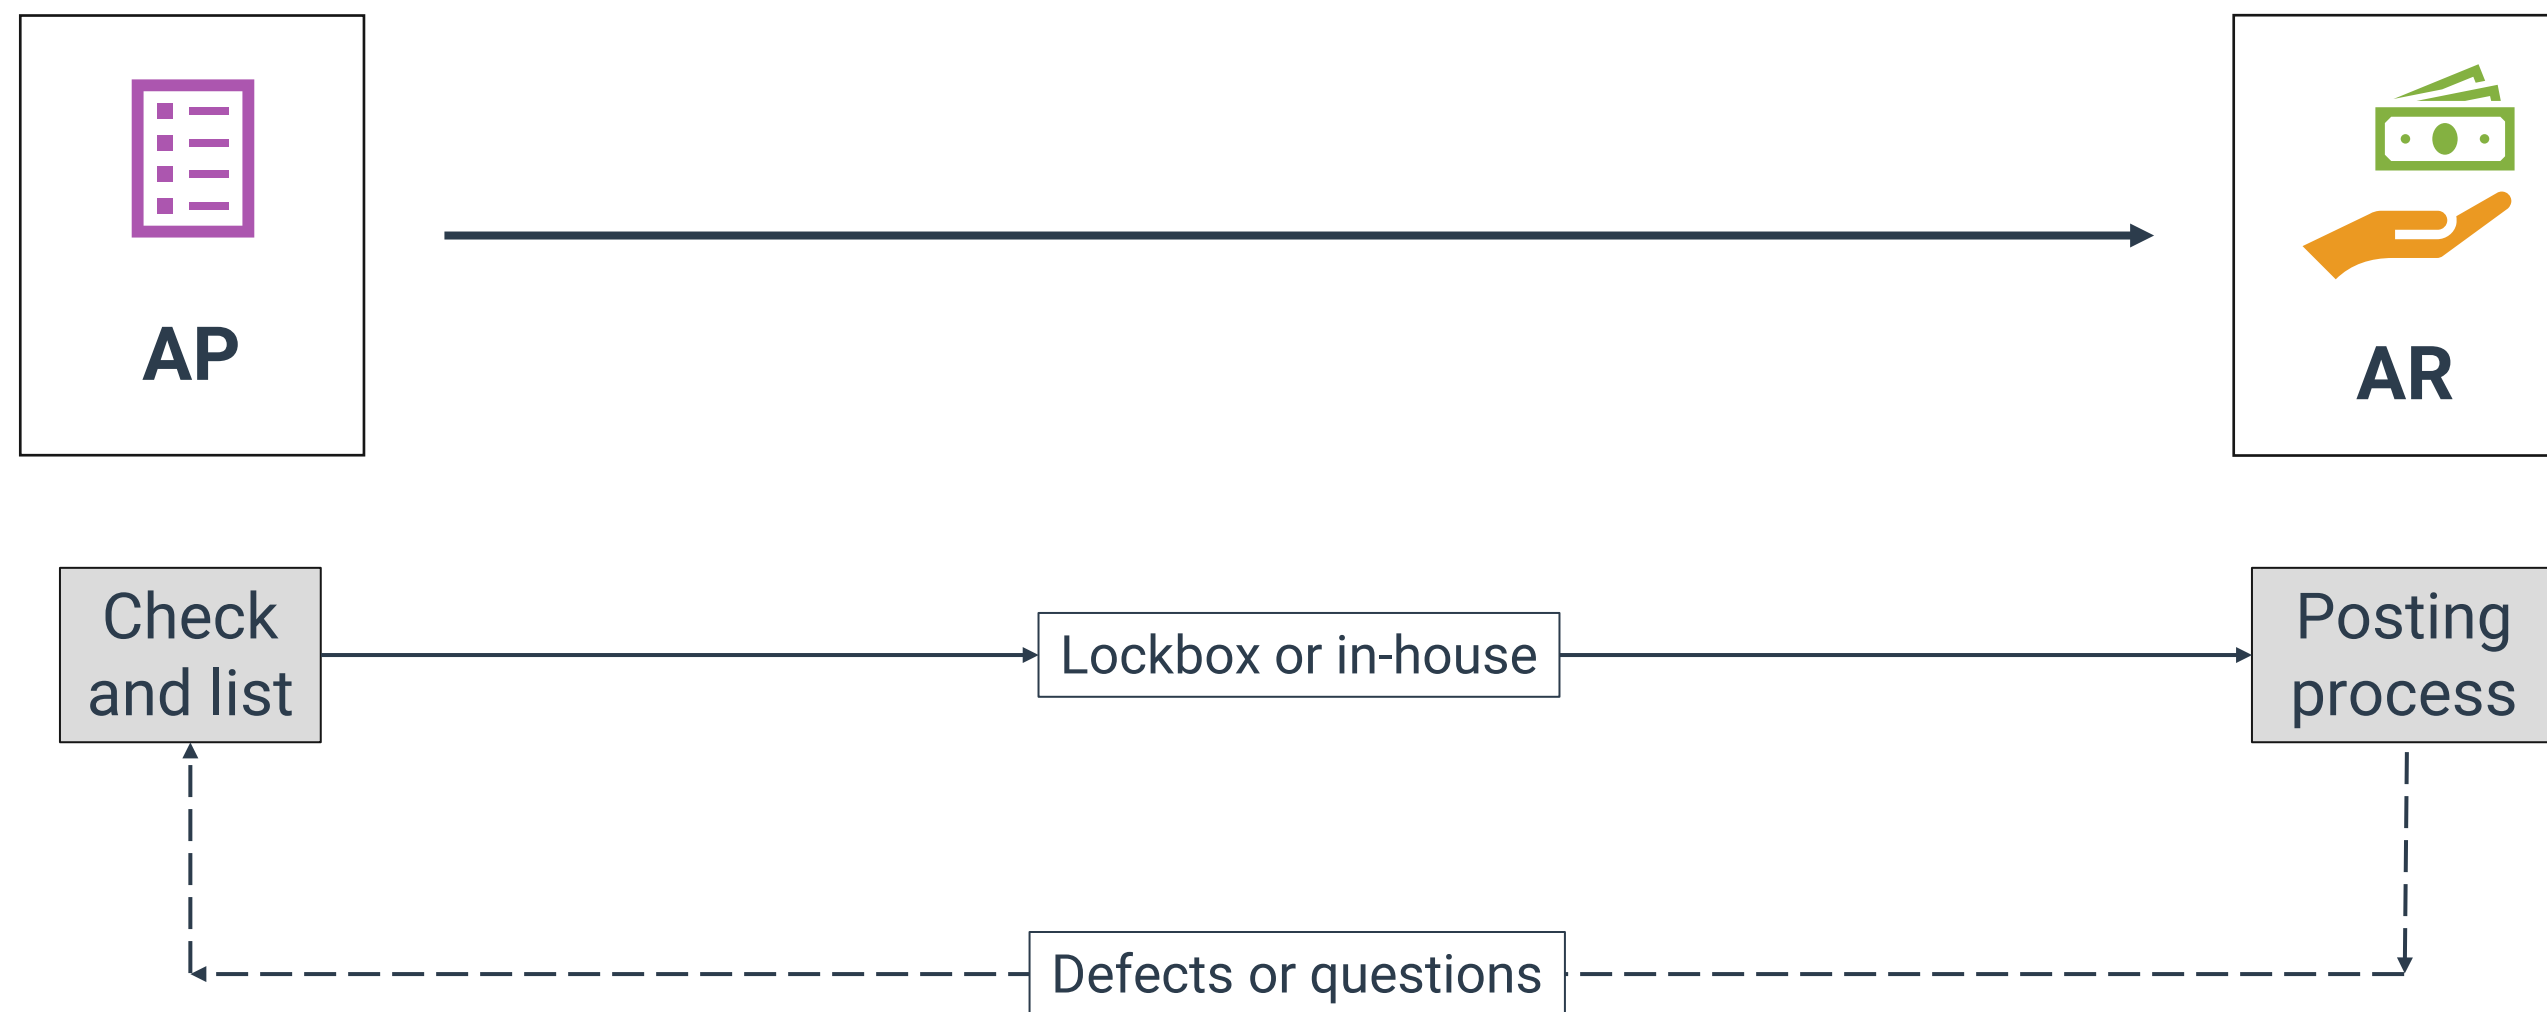 AP
AR
Check
and list
Lockbox or in-house
Posting
process
Defects or questions